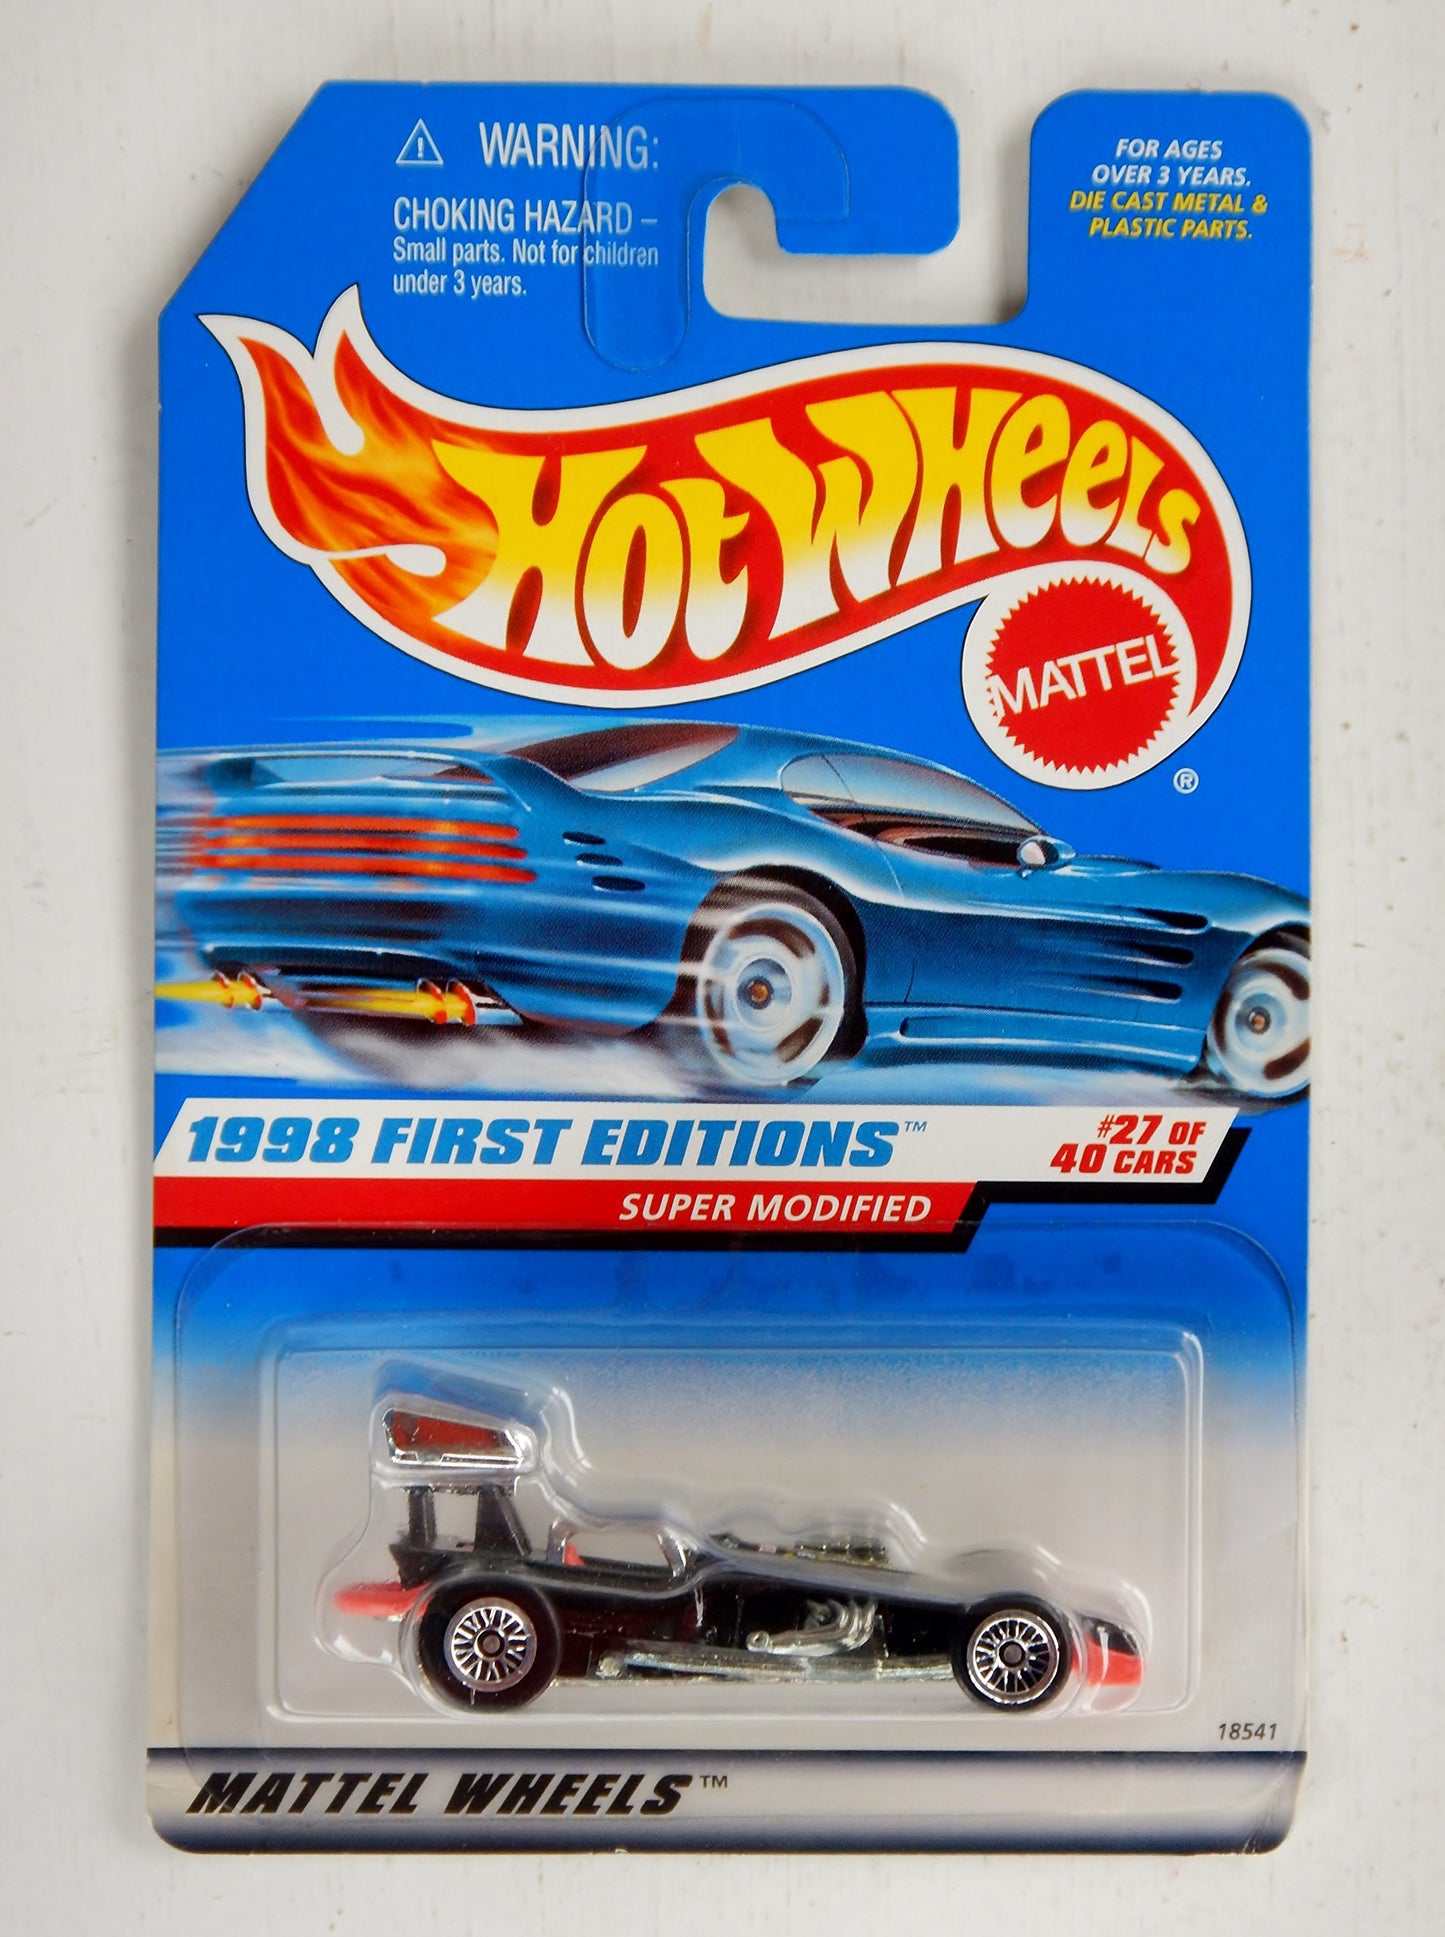 WARNING:
CHOKING HAZARD –
Small parts. Not for children
under 3 years.
FOR AGES
OVER 3 YEARS.
DIE CAST METAL &
PLASTIC PARTS.
HOT WHEELS
MATTEL
®
1998 FIRST EDITIONS™
#27 OF
40 CARS
SUPER MODIFIED
18541
MATTEL WHEELS™